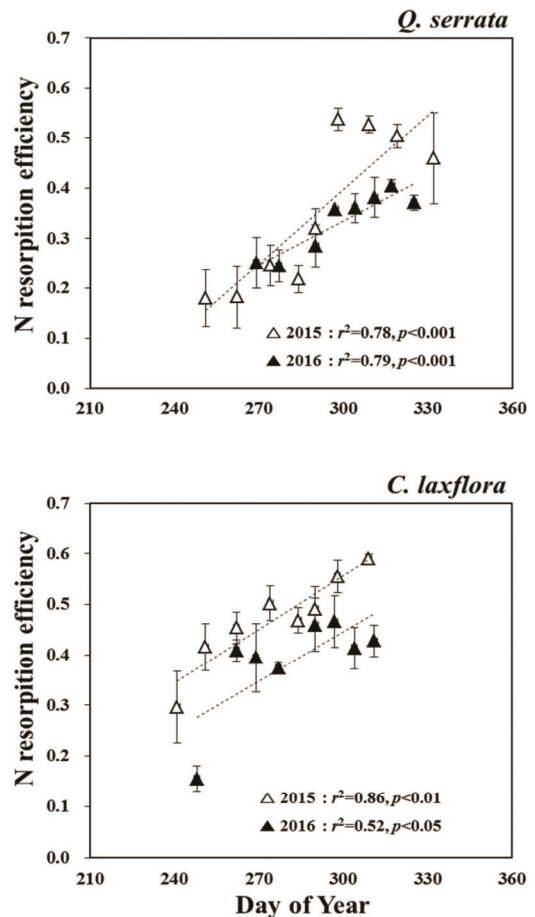 Q. serrata
0.7
0.6
0.5
0.4
0.3
0.2
0.1
0.0
N resorpition efficiency
△ 2015 : r²=0.78, p<0.001
▲ 2016 : r²=0.79, p<0.001
210 240 270 300 330 360
C. laxflora
0.7
0.6
0.5
0.4
0.3
0.2
0.1
0.0
N resorpition efficiency
△ 2015 : r²=0.86, p<0.01
▲ 2016 : r²=0.52, p<0.05
210 240 270 300 330 360
Day of Year